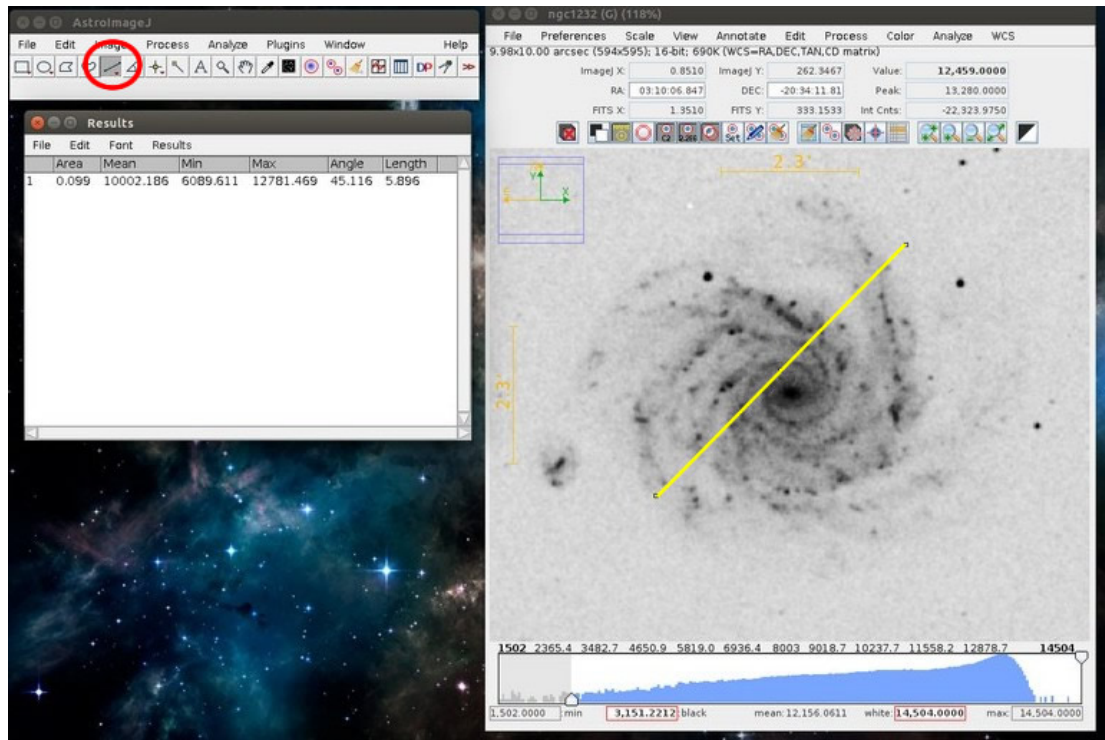 AstroImageJ
File Edit Image Process Analyze Plugins Window Help
A DP
Results
File Edit Font Results
Area Mean Min Max Angle Length
1 0.099 10002.186 6089.611 12781.469 45.116 5.896
ngc1232 (G) (118%)
File Preferences Scale View Annotate Edit Process Color Analyze WCS
9.98x10.00 arcsec (594x595); 16-bit; 690K (WCS=RA,DEC,TAN,CD matrix)
ImageJ X: 0.8510 ImageJ Y: 262.3467 Value: 12,459.0000
RA: 03:10:06.847 DEC: -20:34:11.81 Peak: 13,280.0000
FITS X: 1.3510 FITS Y: 333.1533 Int Cnts: -22,323.9750
Set
2.3'
Y
X
2.3'
1502 2365.4 3482.7 4650.9 5819.0 6936.4 8003 9018.7 10237.7 11558.2 12878.7 14504
1,502.0000 min 3,151.2212 black mean: 12,156.0611 white: 14,504.0000 max: 14,504.0000